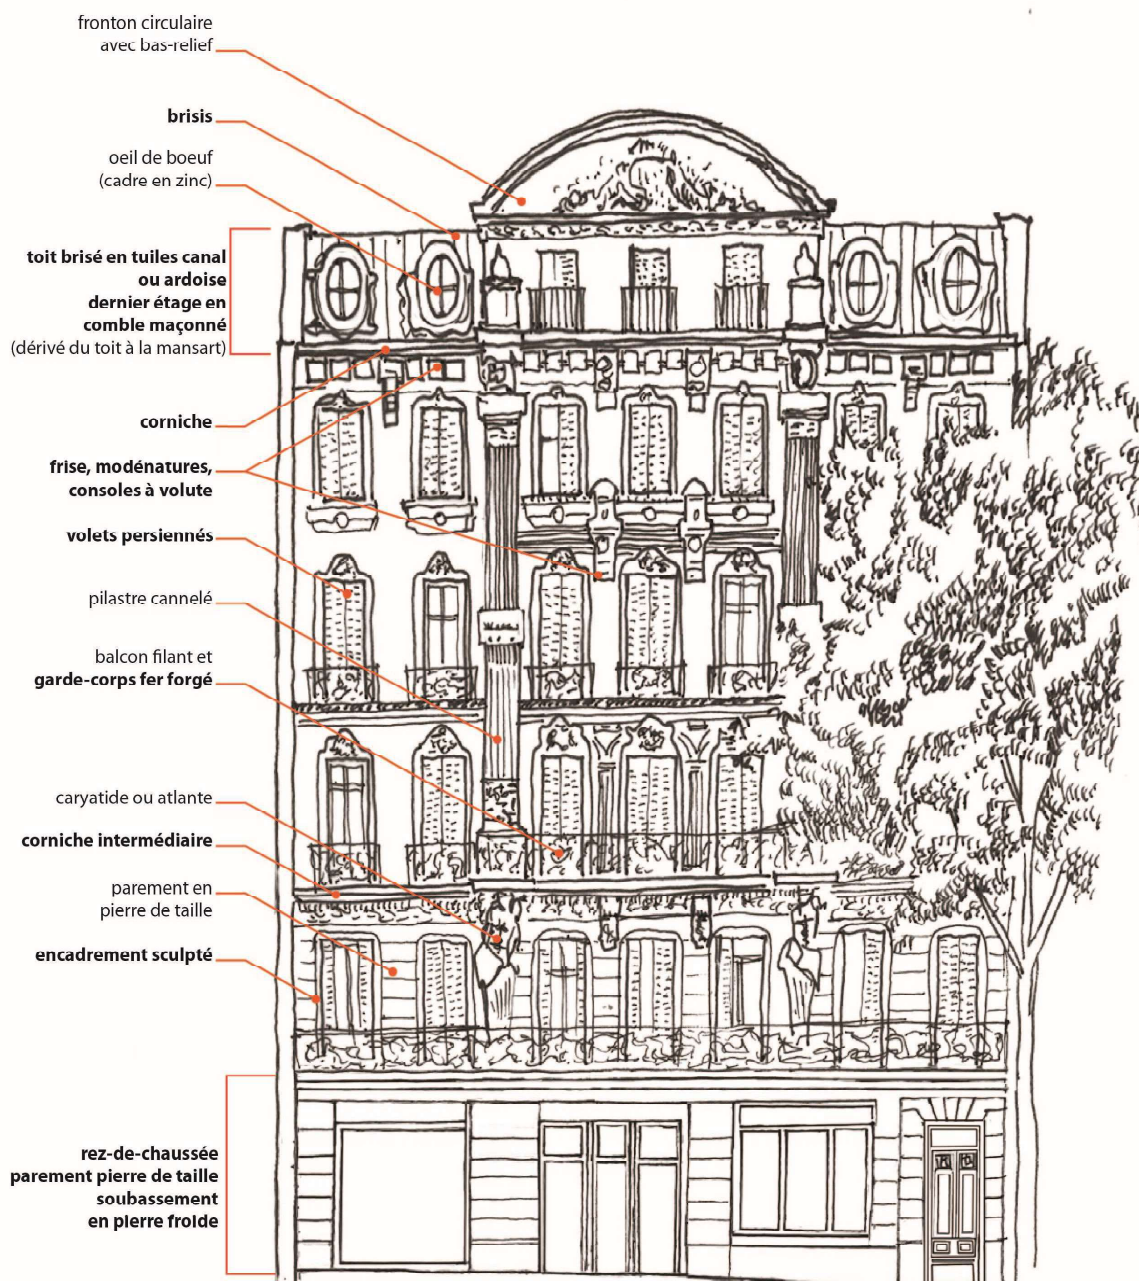 fronton circulaire
avec bas-relief
brisis
oeil de boeuf
(cadre en zinc)
toit brisé en tuiles canal
ou ardoise
dernier étage en
comble maçonné
(dérivé du toit à la mansart)
corniche
frise, modénatures,
consoles à volute
volets persiennés
pilastre cannelé
balcon filant et
garde-corps fer forgé
caryatide ou atlante
corniche intermédiaire
parement en
pierre de taille
encadrement sculpté
rez-de-chaussée
parement pierre de taille
soubassement
en pierre froide